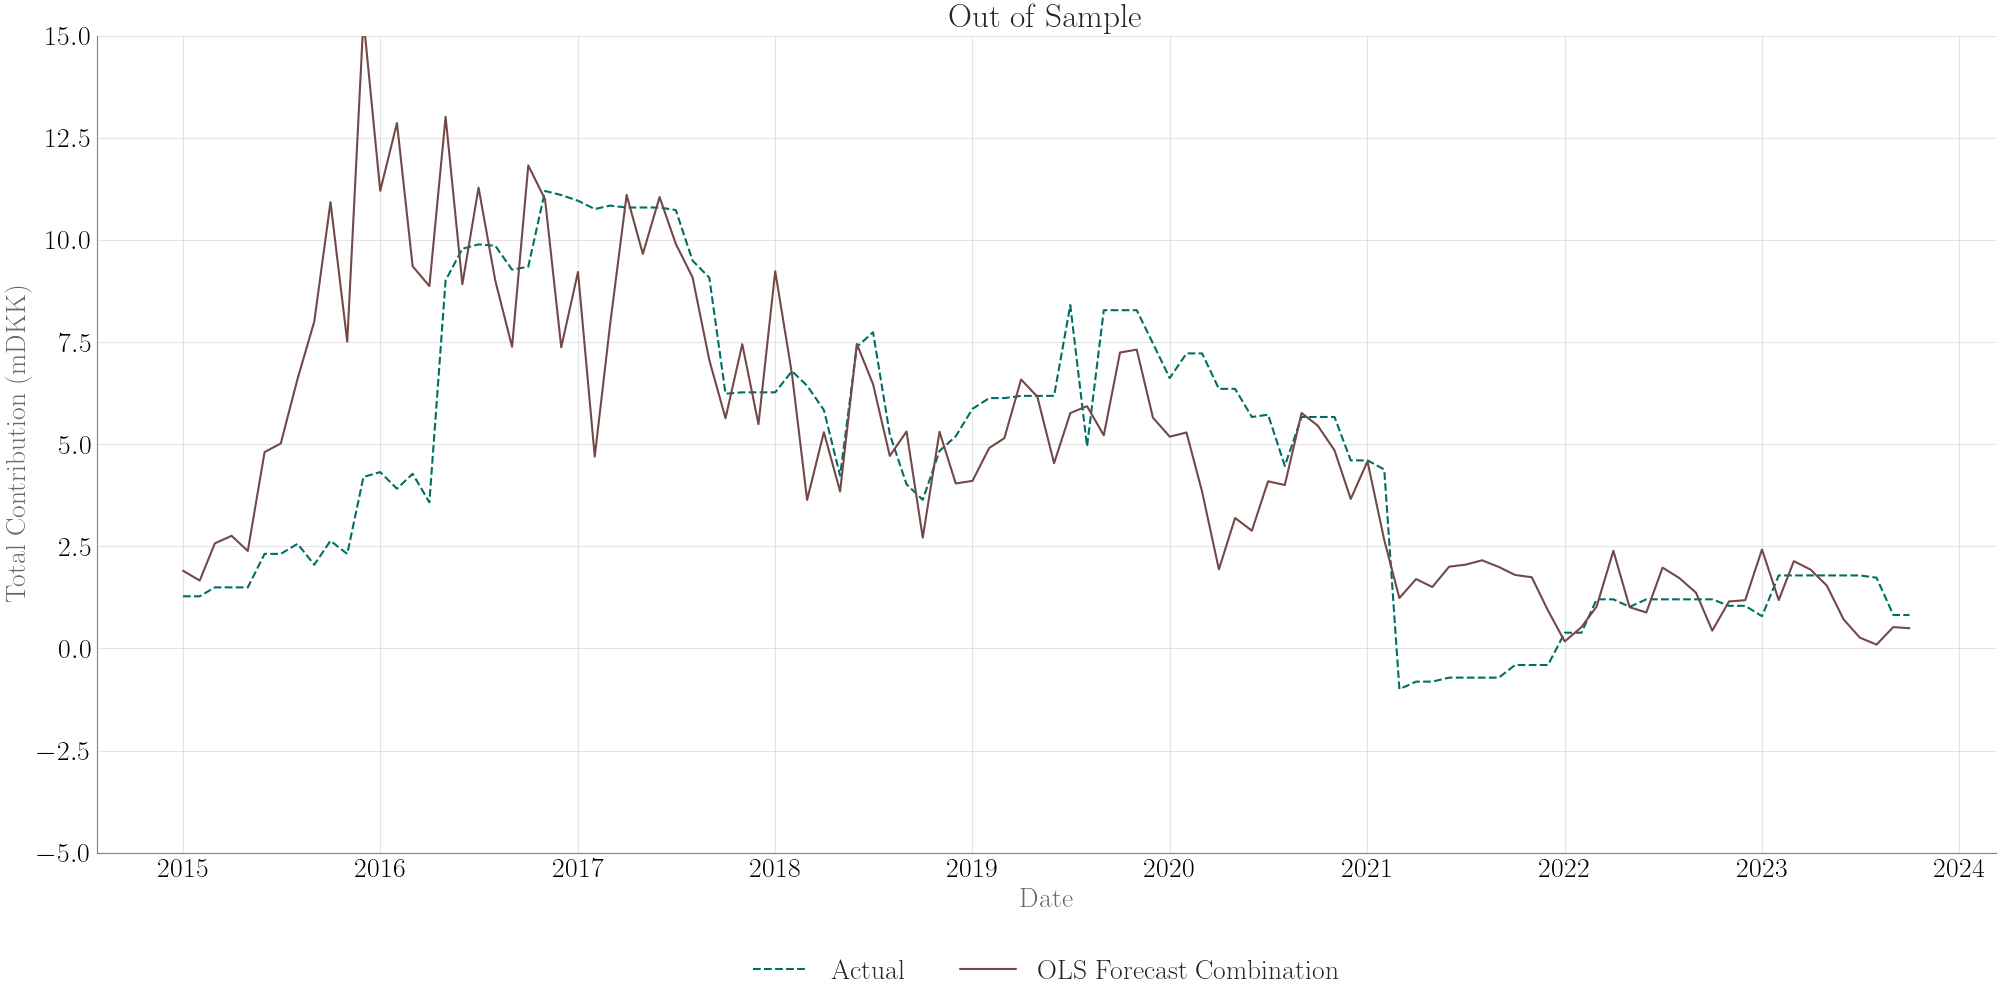 Out of Sample
15.0
12.5
10.0
7.5
5.0
2.5
0.0
−2.5
−5.0
Total Contribution (mDKK)
2015 2016 2017 2018 2019 2020 2021 2022 2023 2024
Date
Actual OLS Forecast Combination